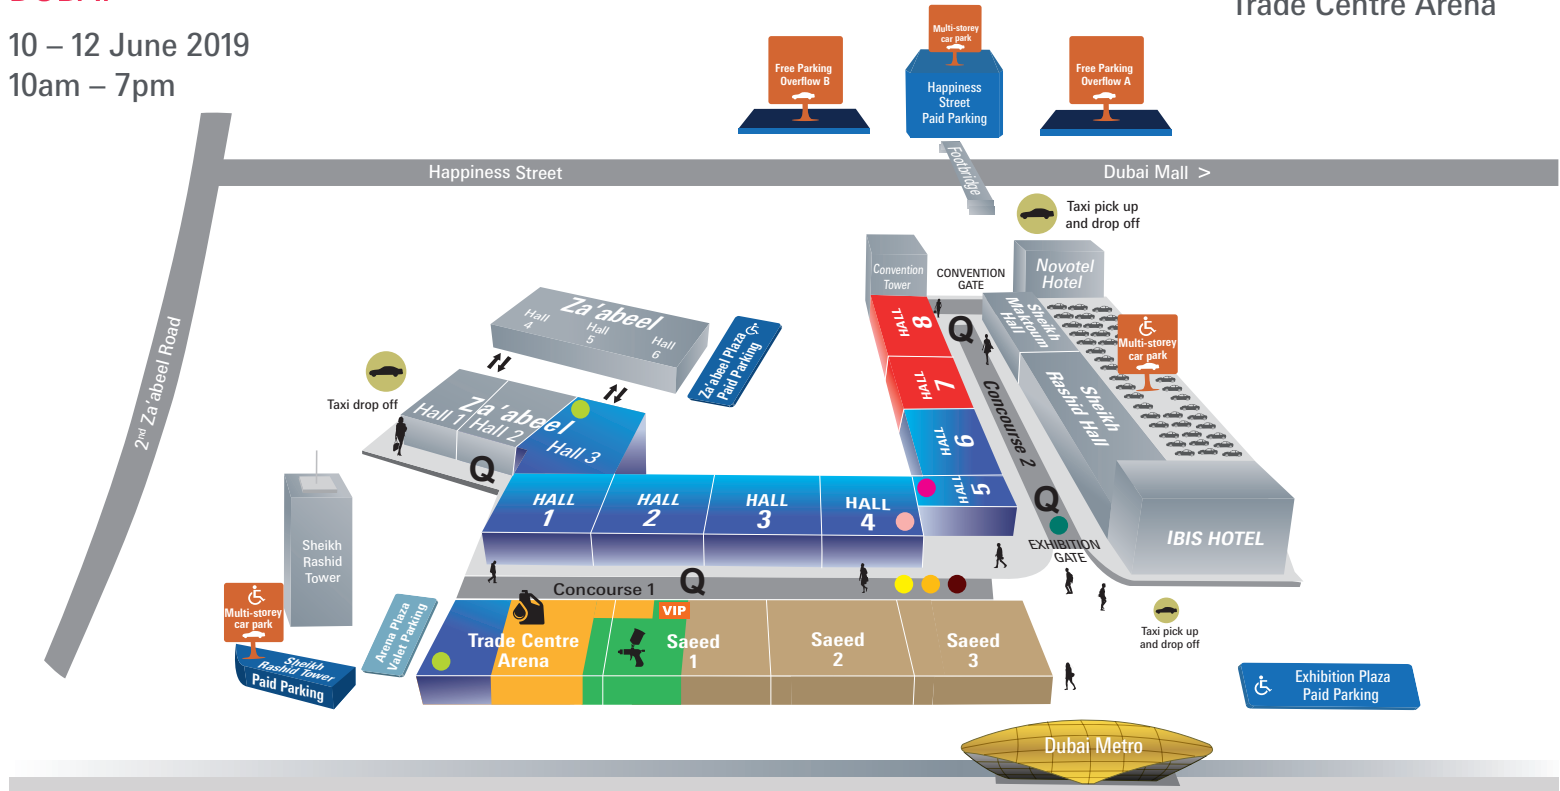 10 – 12 June 2019
10am – 7pm
Trade Centre Arena
Multi-storey
car park
Free Parking
Overflow B
Happiness
Street
Paid Parking
Free Parking
Overflow A
Footbridge
Happiness Street
Dubai Mall >
Taxi pick up
and drop off
2nd Za'abeel Road
Convention
Tower
CONVENTION
GATE
Novotel
Hotel
Za'abeel
Hall
4
Hall
5
Hall
6
Za'abeel Plaza
Paid Parking
Sheikh
Maktoum
Hall
Multi-storey
car park
HALL
8
Q
HALL
7
Concourse 2
Sheikh
Rashid Hall
Taxi drop off
Za'abeel
Hall 1
Hall 2
Hall 3
Q
HALL
6
HALL
5
Q
HALL
1
HALL
2
HALL
3
HALL
4
EXHIBITION
GATE
IBIS HOTEL
Sheikh
Rashid
Tower
Concourse 1
Q
Multi-storey
car park
Arena Plaza
Valet Parking
VIP
Trade Centre
Arena
Saeed
1
Saeed
2
Saeed
3
Taxi pick up
and drop off
Sheikh
Rashid Tower
Paid Parking
Exhibition Plaza
Paid Parking
Dubai Metro